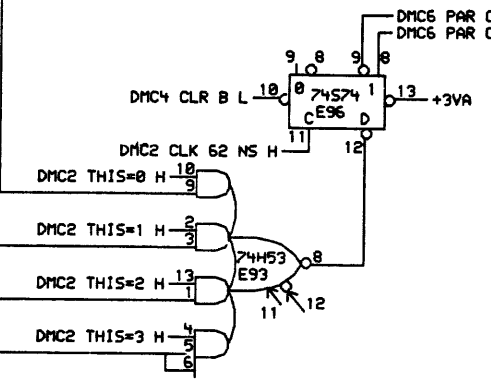 DMC6 PAR
9 8 9 8 DMC6 PAR
DMC4 CLR B L 10 0 74S74 1 13 +3VA
E96
C D
11 12
DMC2 CLK 62 NS H
DMC2 THIS=0 H 10
9
DMC2 THIS=1 H 2
3
74H53 8
E93
DMC2 THIS=2 H 13
1
11 12
DMC2 THIS=3 H 4
5
6